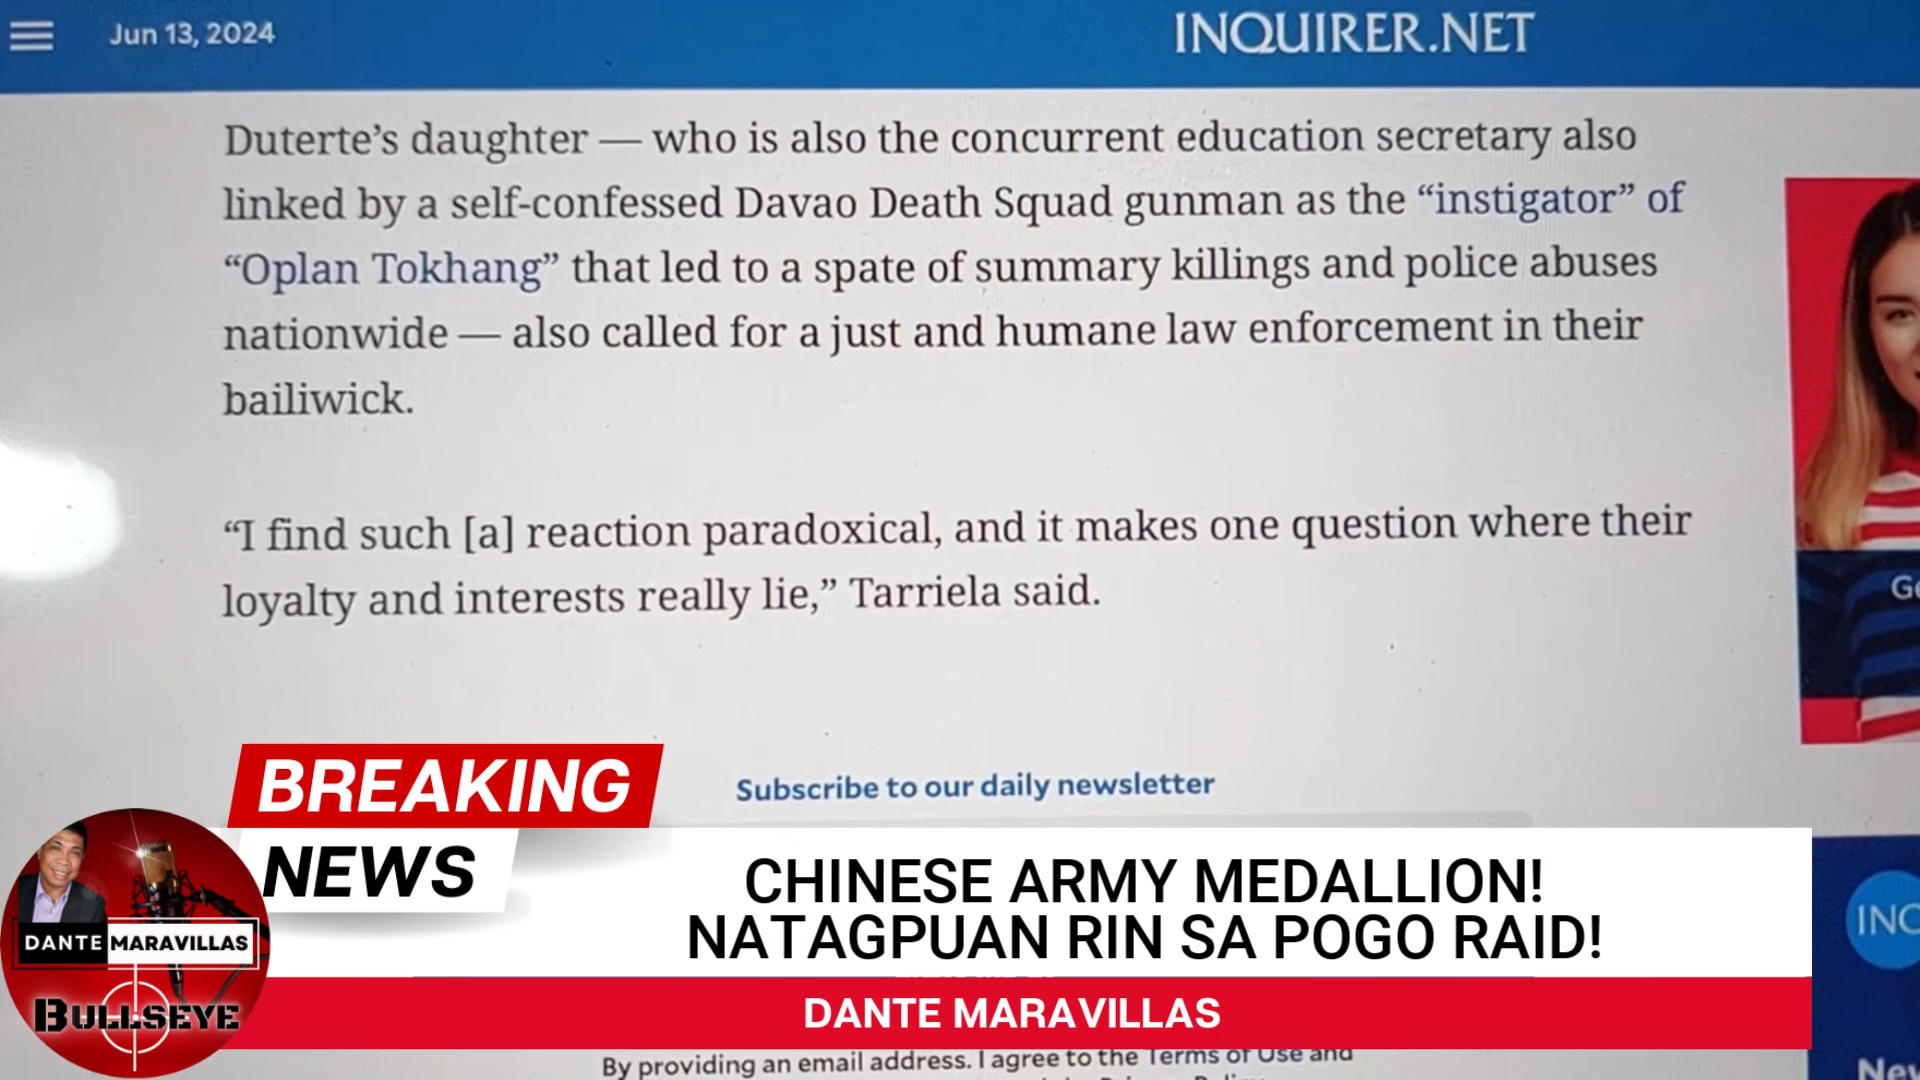 Jun 13, 2024
INQUIRER.NET
Duterte’s daughter — who is also the concurrent education secretary also
linked by a self-confessed Davao Death Squad gunman as the “instigator” of
“Oplan Tokhang” that led to a spate of summary killings and police abuses
nationwide — also called for a just and humane law enforcement in their
bailiwick.
“I find such [a] reaction paradoxical, and it makes one question where their
loyalty and interests really lie,” Tarriela said.
Subscribe to our daily newsletter
BREAKING
NEWS
CHINESE ARMY MEDALLION!
NATAGPUAN RIN SA POGO RAID!
DANTE MARAVILLAS
DANTE MARAVILLAS
BULLSEYE
By providing an email address. I agree to the Terms of Use and